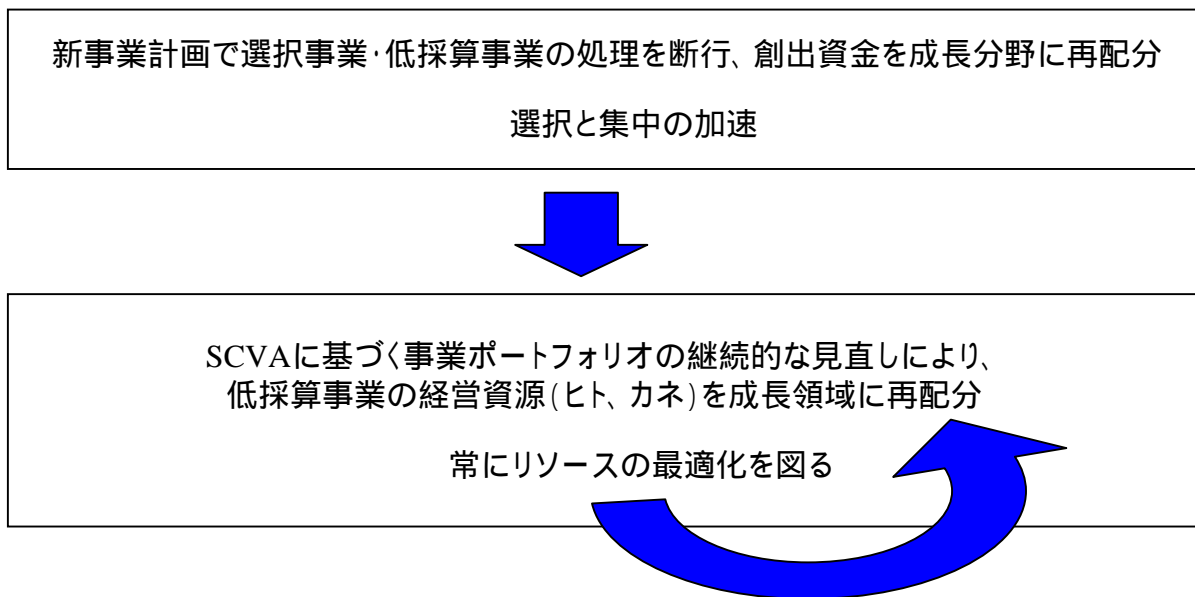 新事業計画で選択事業・低採算事業の処理を断行、創出資金を成長分野に再配分
選択と集中の加速
SCVAに基づく事業ポートフォリオの継続的な見直しにより、
低採算事業の経営資源(ヒト、カネ)を成長領域に再配分
常にリソースの最適化を図る